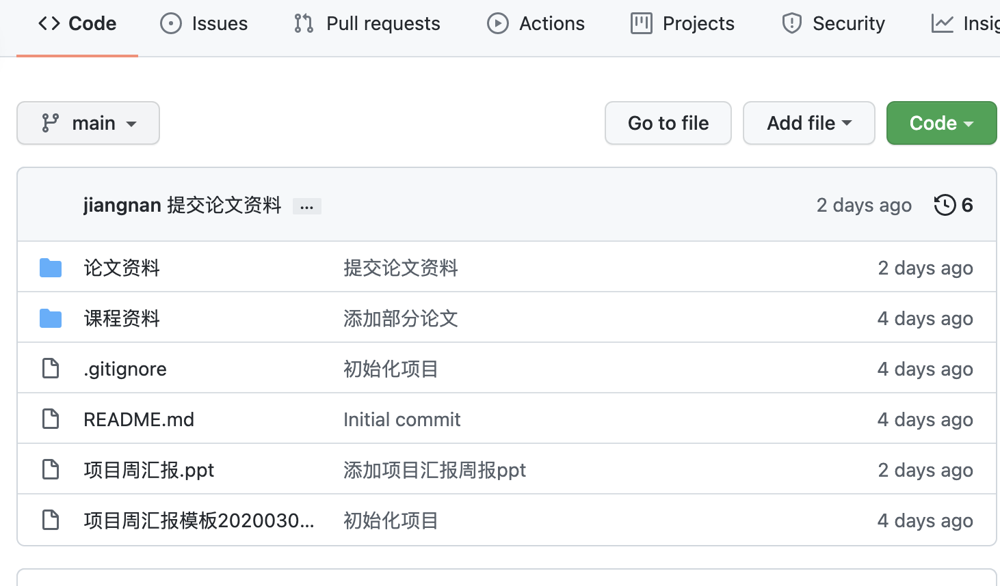 Code Issues Pull requests Actions Projects Security Insig
main Go to file Add file Code
jiangnan 提交论文资料 ... 2 days ago 6
论文资料 提交论文资料 2 days ago
课程资料 添加部分论文 4 days ago
.gitignore 初始化项目 4 days ago
README.md Initial commit 4 days ago
项目周汇报.ppt 添加项目汇报周报ppt 2 days ago
项目周汇报模板2020030... 初始化项目 4 days ago